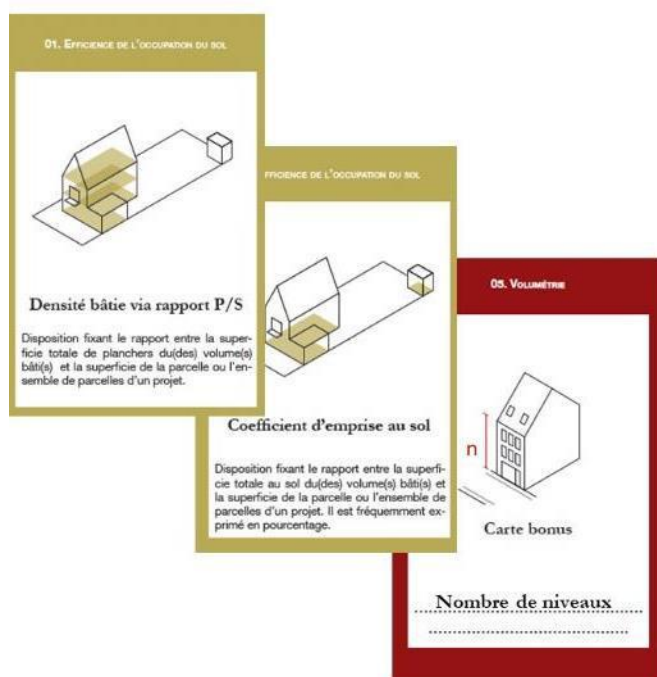 01. Efficience de l'occupation du sol
Densité bâtie via rapport P/S
Disposition fixant le rapport entre la super-
ficie totale de planchers du(des) volume(s)
bâti(s) et la superficie de la parcelle ou l'en-
semble de parcelles d'un projet.
fficience de l'occupation du sol
Coefficient d'emprise au sol
Disposition fixant le rapport entre la superfi-
cie totale au sol du(des) volume(s) bâti(s) et
la superficie de la parcelle ou l'ensemble de
parcelles d'un projet. Il est fréquemment ex-
primé en pourcentage.
05. Volumétrie
n
Carte bonus
Nombre de niveaux